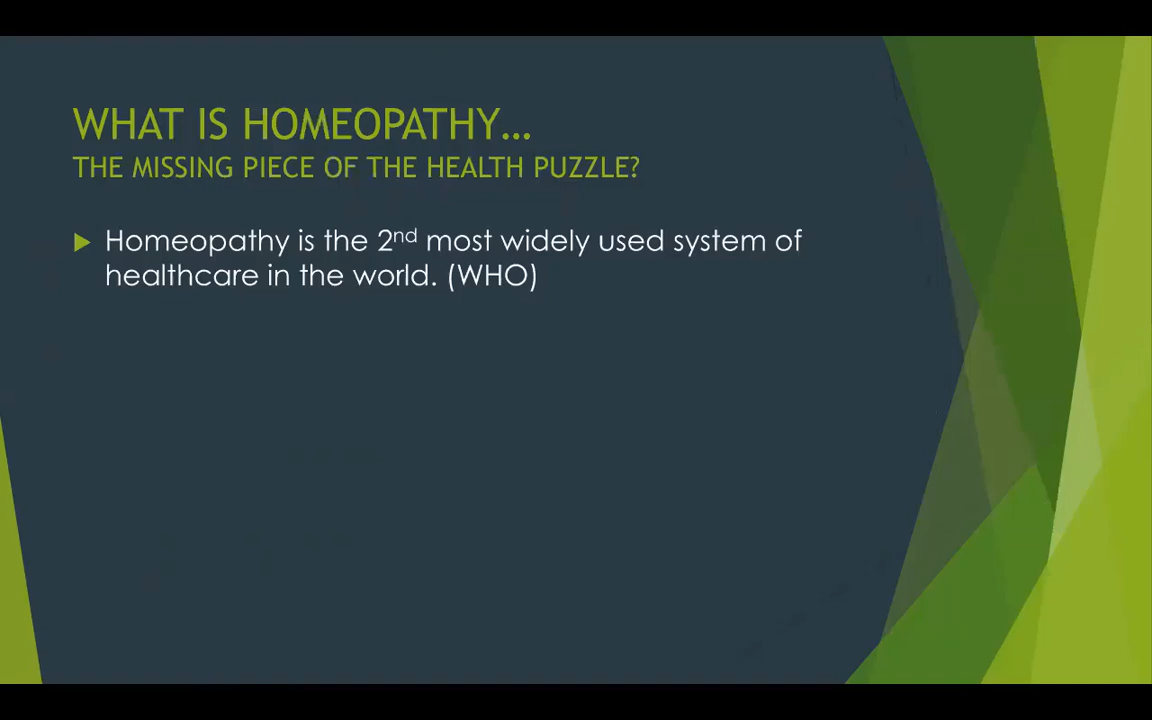 WHAT IS HOMEOPATHY...
THE MISSING PIECE OF THE HEALTH PUZZLE?
Homeopathy is the 2nd most widely used system of
healthcare in the world. (WHO)